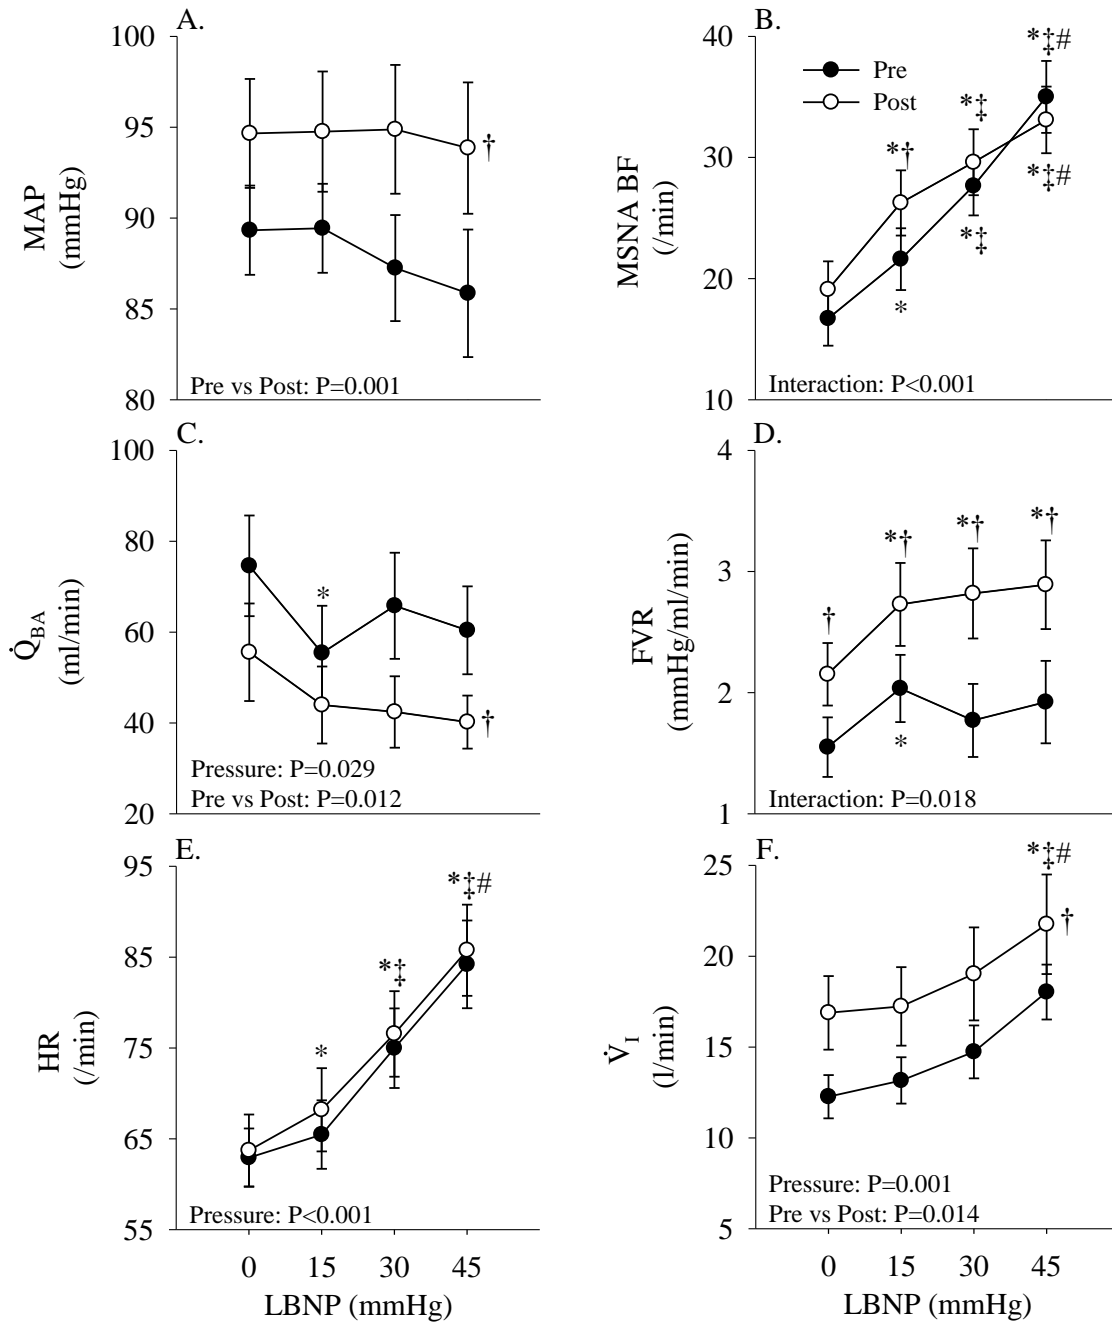 A.
100
95
90
85
80
MAP
(mmHg)
†
Pre vs Post: P=0.001
B.
40
30
20
10
MSNA BF
(/min)
Pre
Post
*†
*
*‡
*‡
*‡#
*‡#
Interaction: P<0.001
C.
100
80
60
40
20
Q̇BA
(ml/min)
*
†
Pressure: P=0.029
Pre vs Post: P=0.012
D.
4
3
2
1
FVR
(mmHg/ml/min)
†
*†
*†
*†
*
Interaction: P=0.018
E.
95
85
75
65
55
HR
(/min)
*
*‡
*‡#
Pressure: P<0.001
0 15 30 45
LBNP (mmHg)
F.
25
20
15
10
5
V̇I
(l/min)
*‡#
†
Pressure: P=0.001
Pre vs Post: P=0.014
0 15 30 45
LBNP (mmHg)